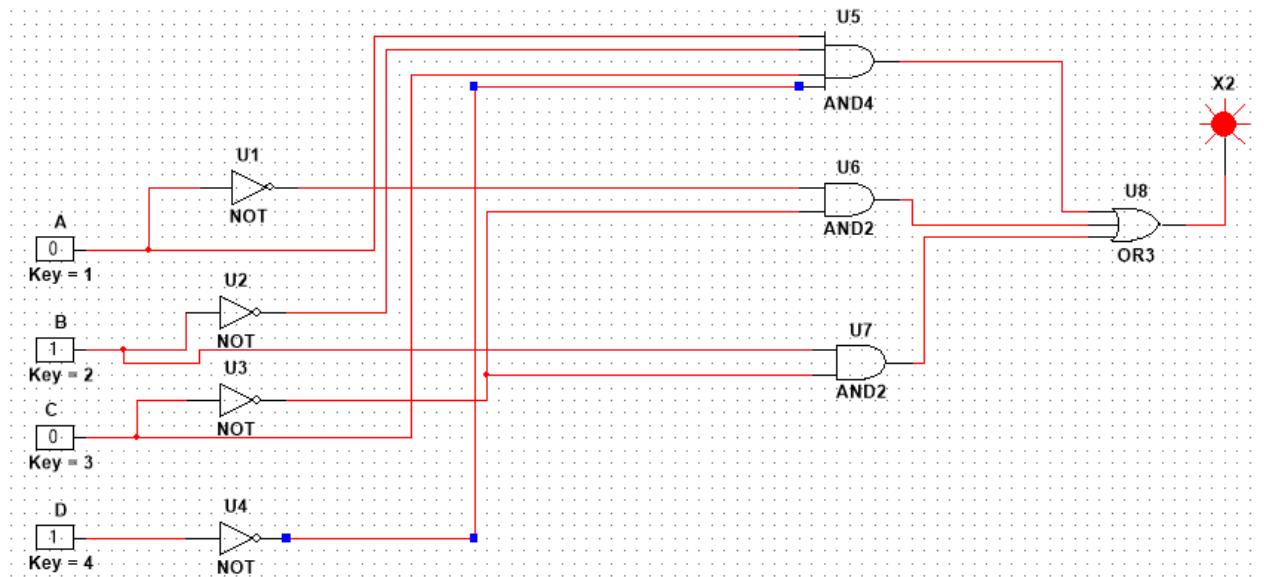 U5
AND4
X2
U1
NOT
U6
AND2
U8
OR3
A
0
Key = 1
U2
NOT
B
1
Key = 2
U7
AND2
U3
NOT
C
0
Key = 3
U4
NOT
D
1
Key = 4